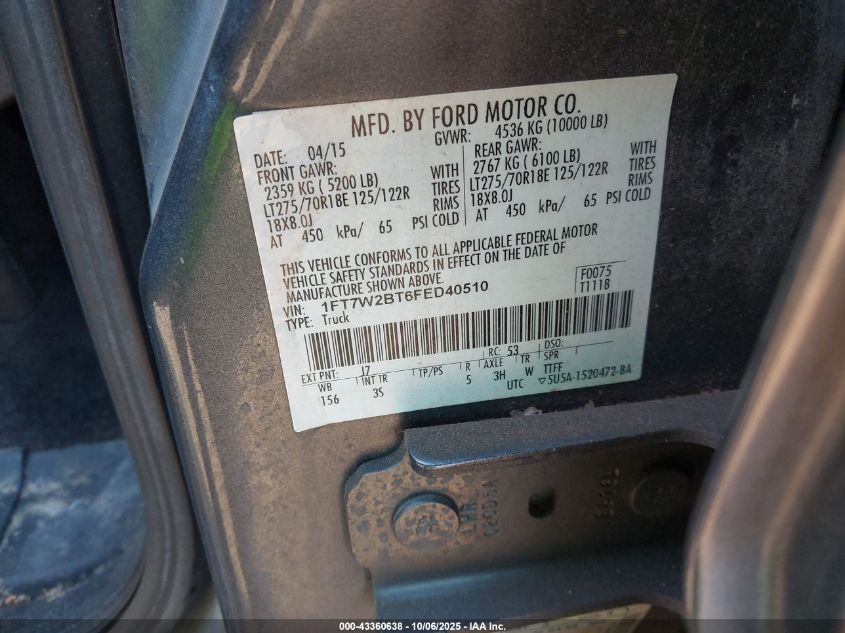 MFD. BY FORD MOTOR CO.
DATE: 04/15 GVWR: 4536 KG (10000 LB)
FRONT GAWR: WITH REAR GAWR: WITH
2359 KG ( 5200 LB) TIRES 2767 KG ( 6100 LB) TIRES
LT275/70R18E 125/122R RIMS LT275/70R18E 125/122R RIMS
18X8.0J 18X8.0J
AT 450 kPa/ 65 PSI COLD AT 450 kPa/ 65 PSI COLD
THIS VEHICLE CONFORMS TO ALL APPLICABLE FEDERAL MOTOR
VEHICLE SAFETY STANDARDS IN EFFECT ON THE DATE OF
MANUFACTURE SHOWN ABOVE.
VIN: 1FT7W2BT6FED40510 F0075
TYPE: Truck T1118
EXT PNT: J7 RC: 53 DSO:
WB INT TR TP/PS R AXLE TR SPR
156 3S 5 3H W TTFF
UTC ▽5U5A-1520472-BA
000-43360638 - 10/06/2025 - IAA Inc.